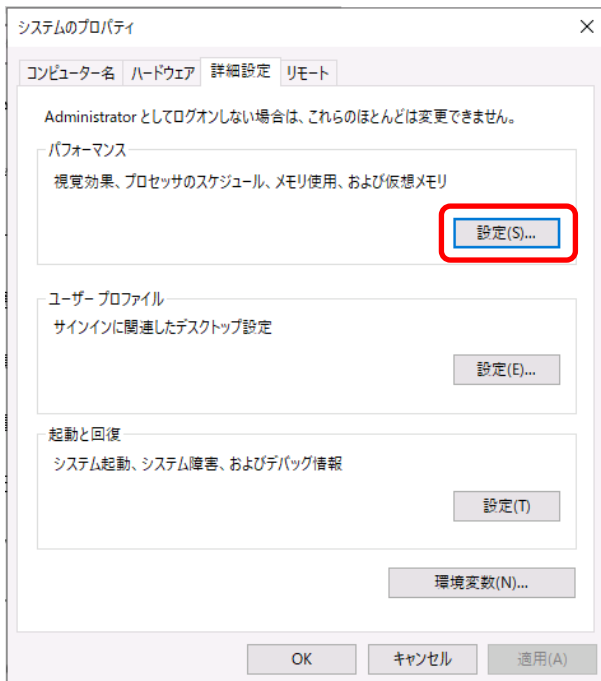 システムのプロパティ
コンピューター名 ハードウェア 詳細設定 リモート
Administrator としてログオンしない場合は、これらのほとんどは変更できません。
パフォーマンス
視覚効果、プロセッサのスケジュール、メモリ使用、および仮想メモリ
設定(S)...
ユーザー プロファイル
サインインに関連したデスクトップ設定
設定(E)...
起動と回復
システム起動、システム障害、およびデバッグ情報
設定(T)
環境変数(N)...
OK キャンセル 適用(A)